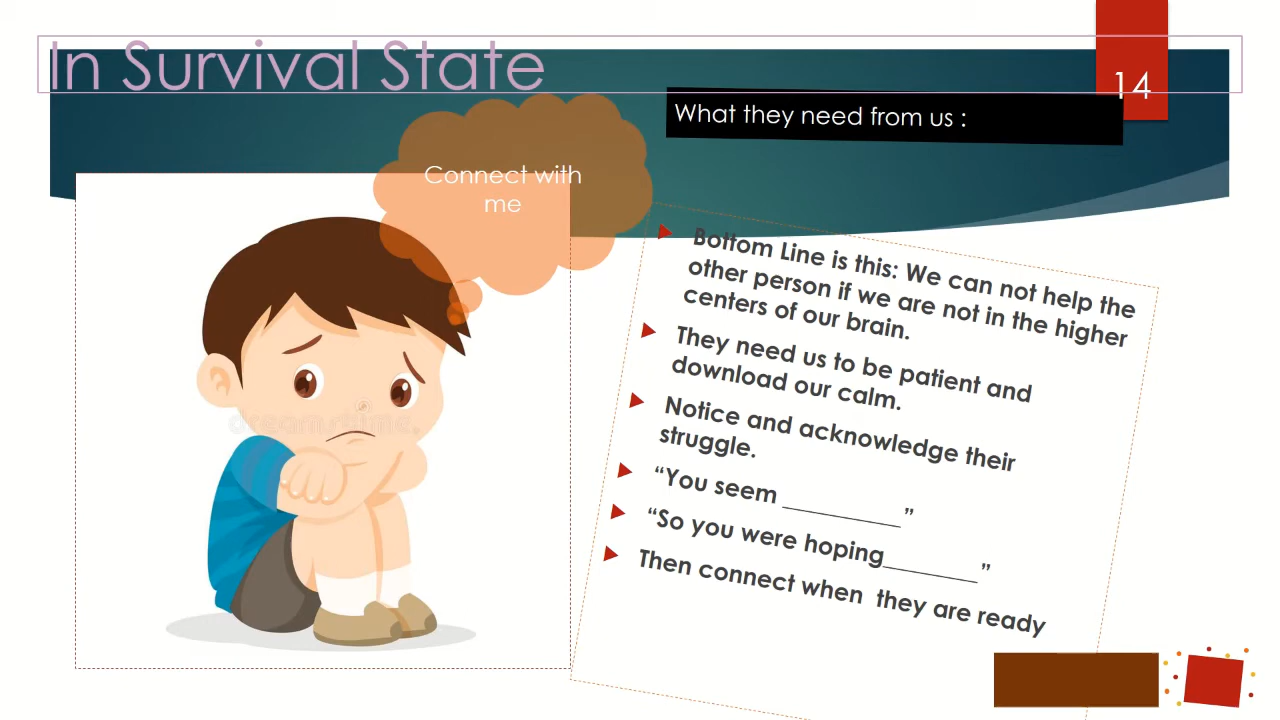 In Survival State
14
What they need from us :
Connect with
me
Bottom Line is this: We can not help the
other person if we are not in the higher
centers of our brain.
They need us to be patient and
download our calm.
Notice and acknowledge their
struggle.
“You seem __________”
“So you were hoping________”
Then connect when  they are ready
dreamstime.